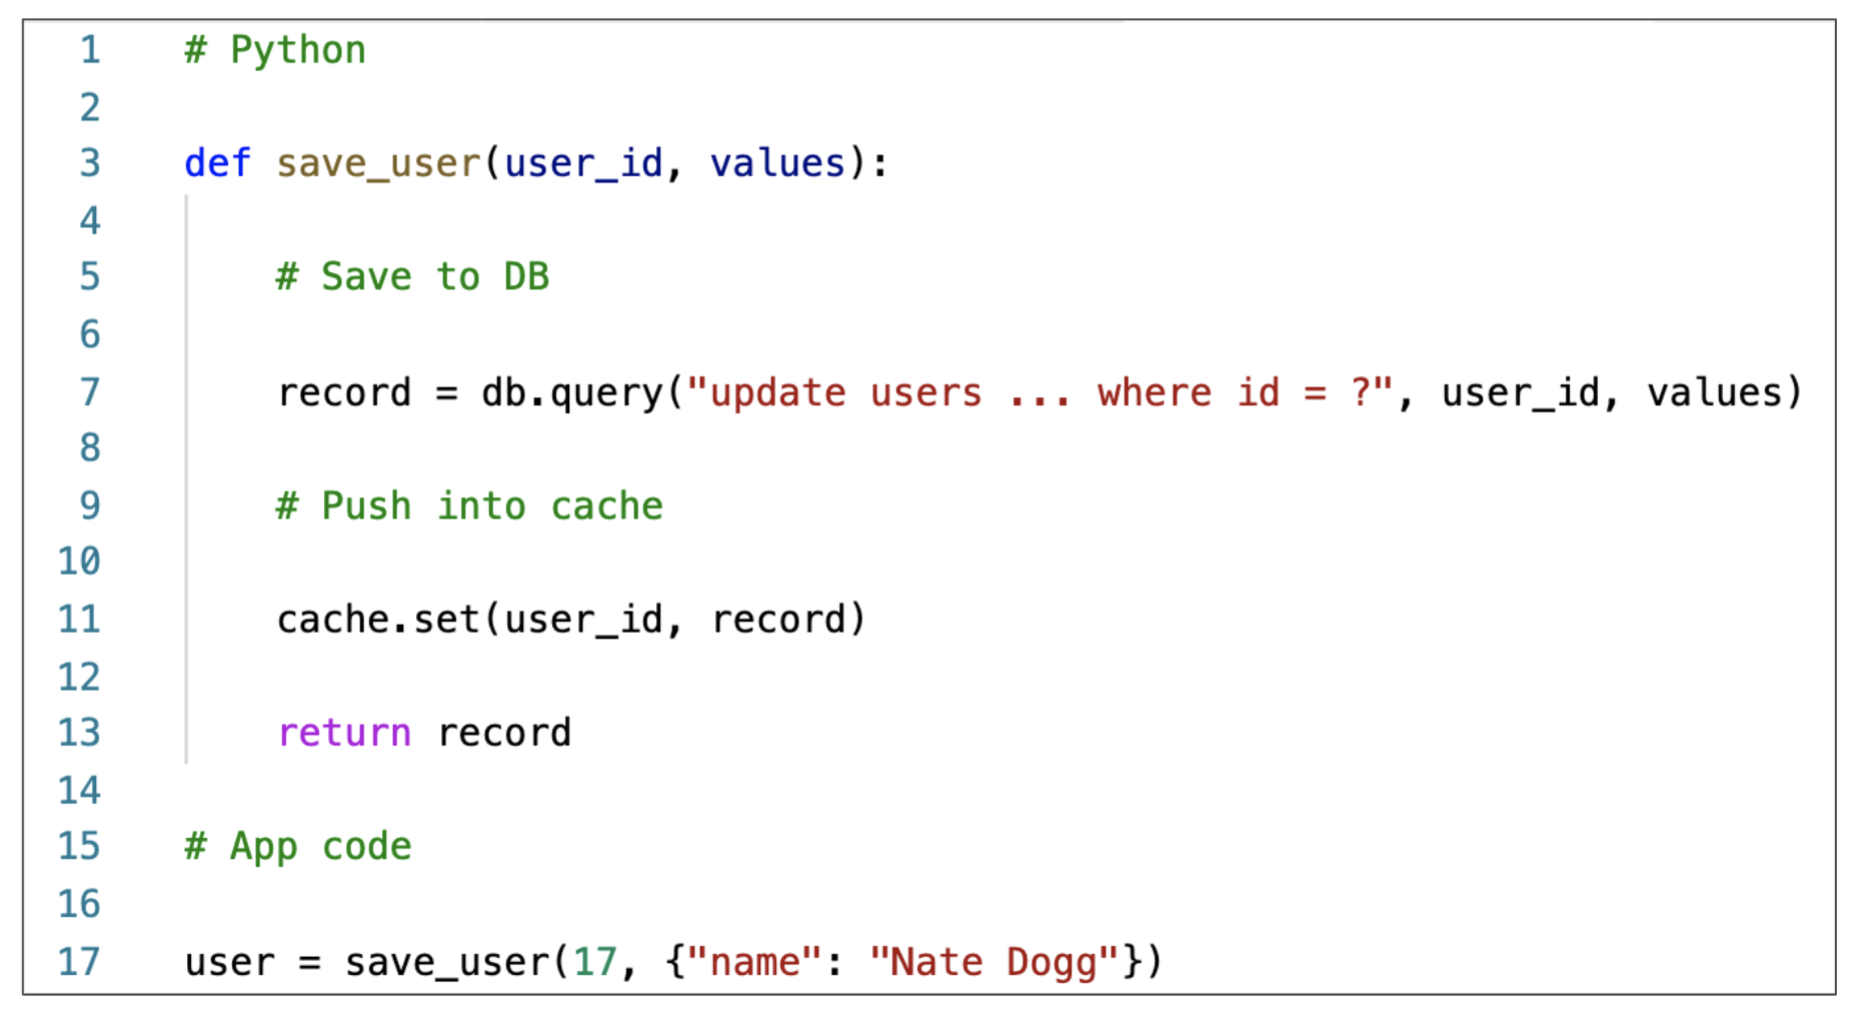 1 # Python
2
3 def save_user(user_id, values):
4
5 # Save to DB
6
7 record = db.query("update users ... where id = ?", user_id, values)
8
9 # Push into cache
10
11 cache.set(user_id, record)
12
13 return record
14
15 # App code
16
17 user = save_user(17, {"name": "Nate Dogg"})